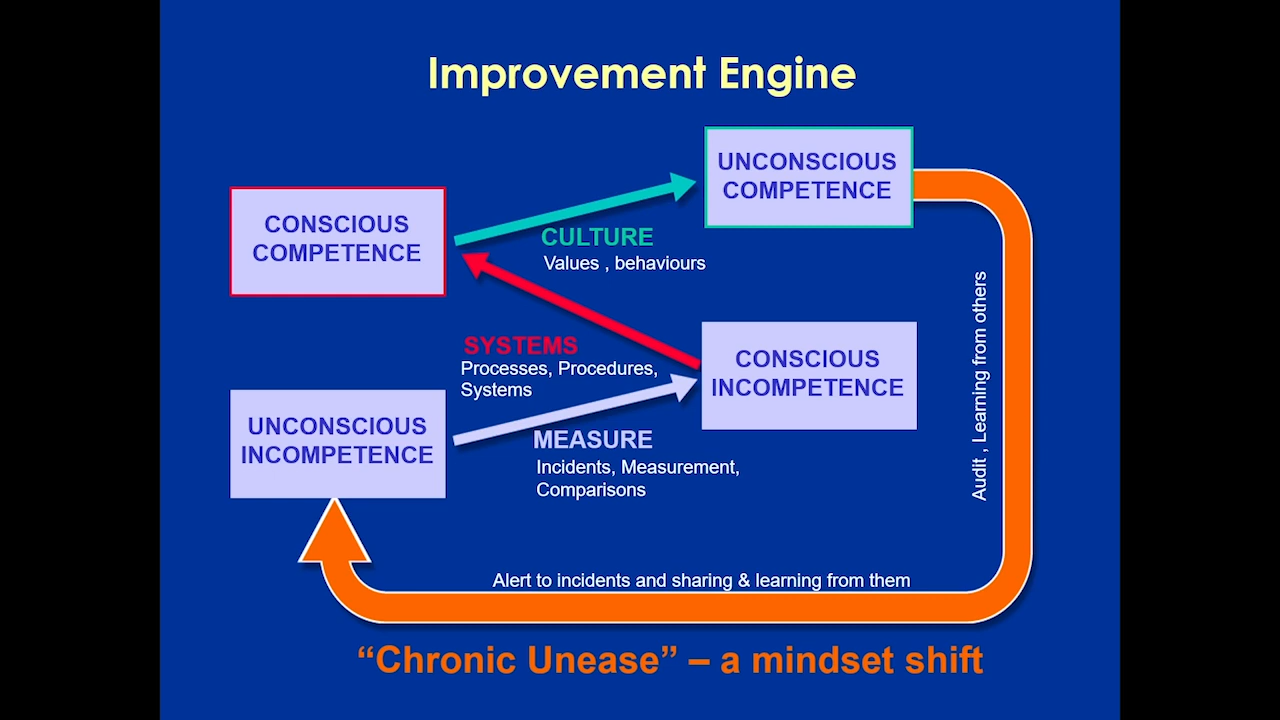 Improvement Engine
UNCONSCIOUS
COMPETENCE
CONSCIOUS
COMPETENCE
CULTURE
Values , behaviours
SYSTEMS
Processes, Procedures,
Systems
CONSCIOUS
INCOMPETENCE
UNCONSCIOUS
INCOMPETENCE
MEASURE
Incidents, Measurement,
Comparisons
Audit , Learning from others
Alert to incidents and sharing & learning from them
“Chronic Unease” – a mindset shift